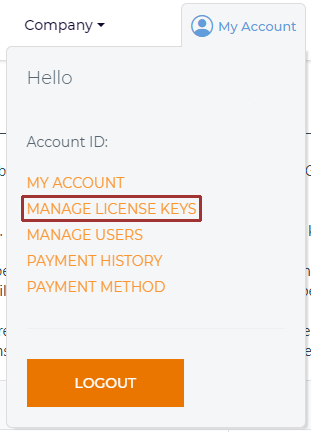 Company
My Account
Hello
Account ID:
MY ACCOUNT
MANAGE LICENSE KEYS
MANAGE USERS
PAYMENT HISTORY
PAYMENT METHOD
LOGOUT